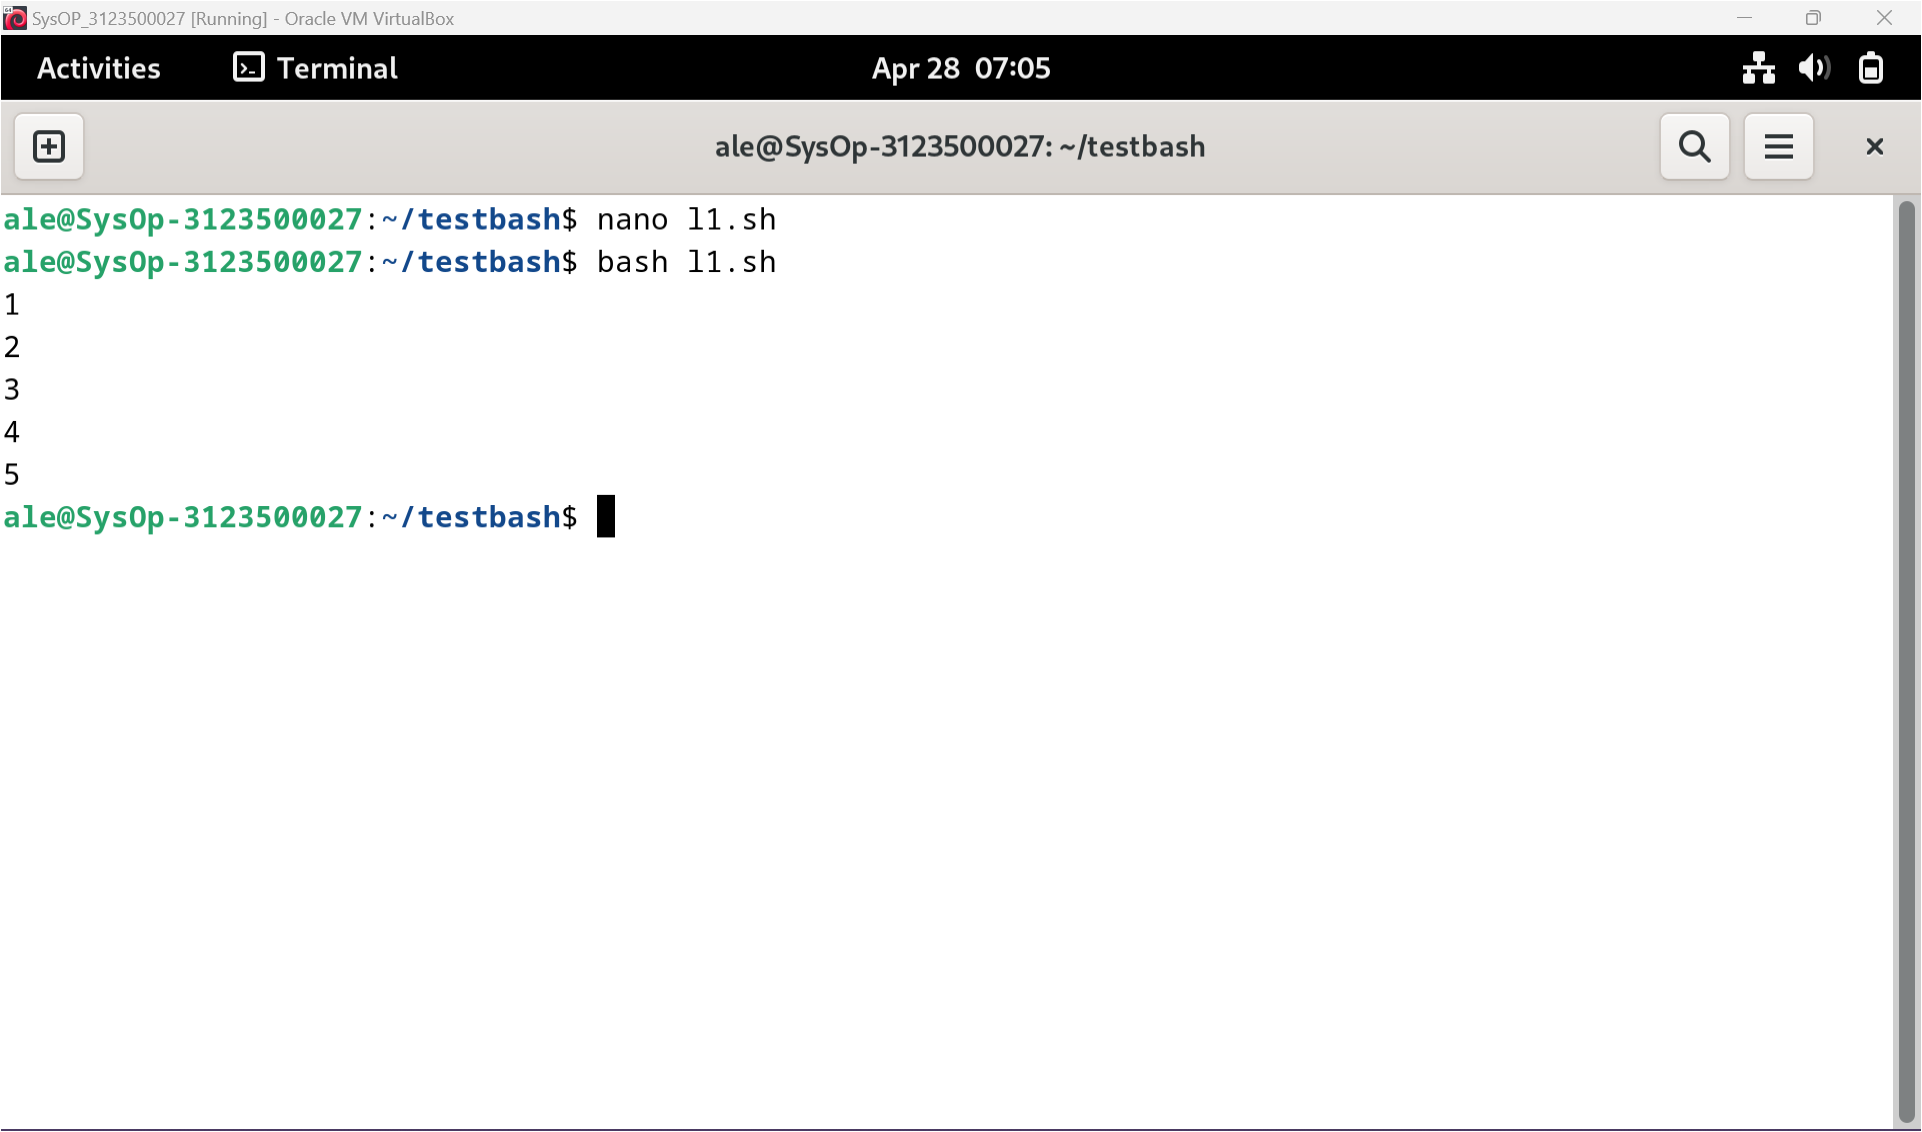 SysOP_3123500027 [Running] - Oracle VM VirtualBox
Activities Terminal Apr 28 07:05
ale@SysOp-3123500027: ~/testbash
ale@SysOp-3123500027:~/testbash$ nano l1.sh
ale@SysOp-3123500027:~/testbash$ bash l1.sh
1
2
3
4
5
ale@SysOp-3123500027:~/testbash$